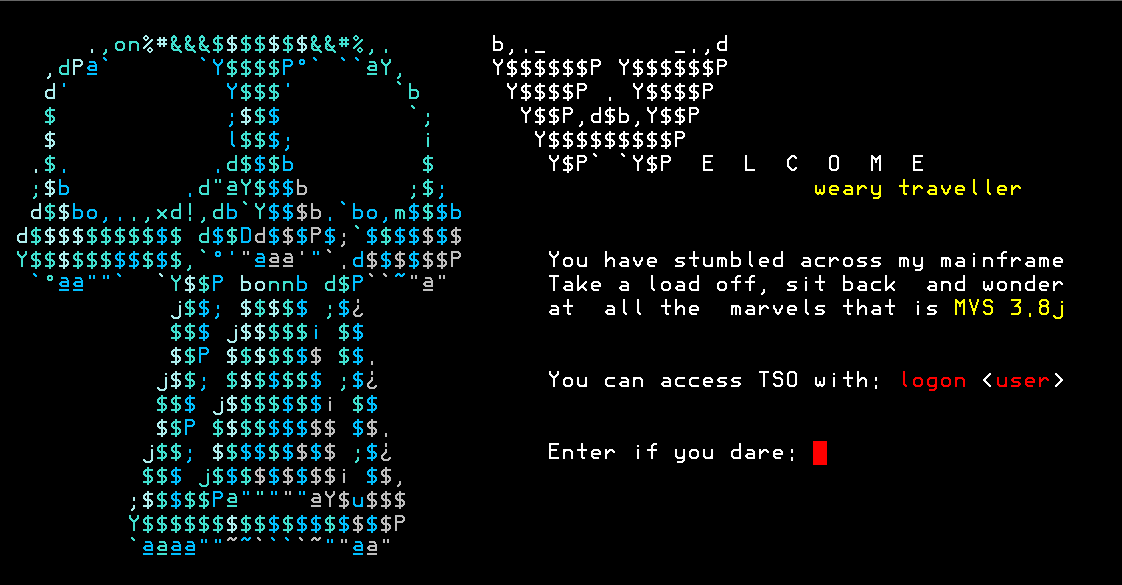 W E L C O M E
weary traveller
You have stumbled across my mainframe
Take a load off, sit back  and wonder
at  all the  marvels that is MVS 3.8j
You can access TSO with: logon <user>
Enter if you dare: